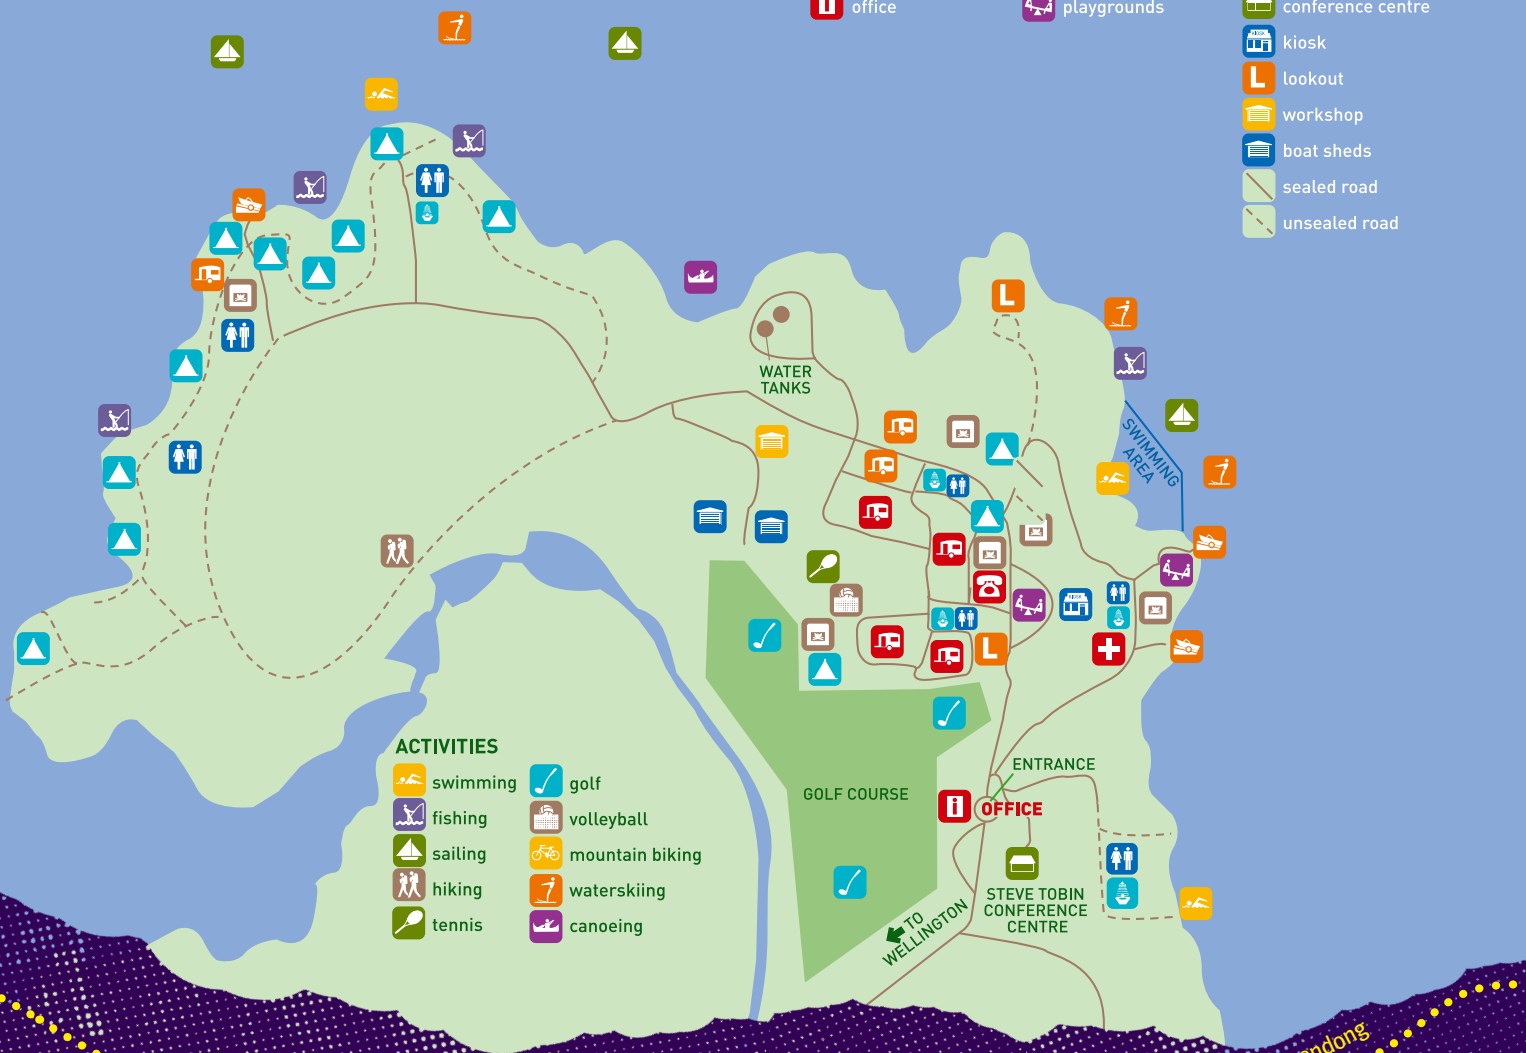 office
playgrounds
conference centre
kiosk
L lookout
workshop
boat sheds
sealed road
unsealed road
L
WATER
TANKS
SWIMMING
AREA
L
ACTIVITIES
swimming
fishing
sailing
hiking
tennis
golf
volleyball
mountain biking
waterskiing
canoeing
GOLF COURSE
ENTRANCE
i OFFICE
STEVE TOBIN
CONFERENCE
CENTRE
TO
WELLINGTON